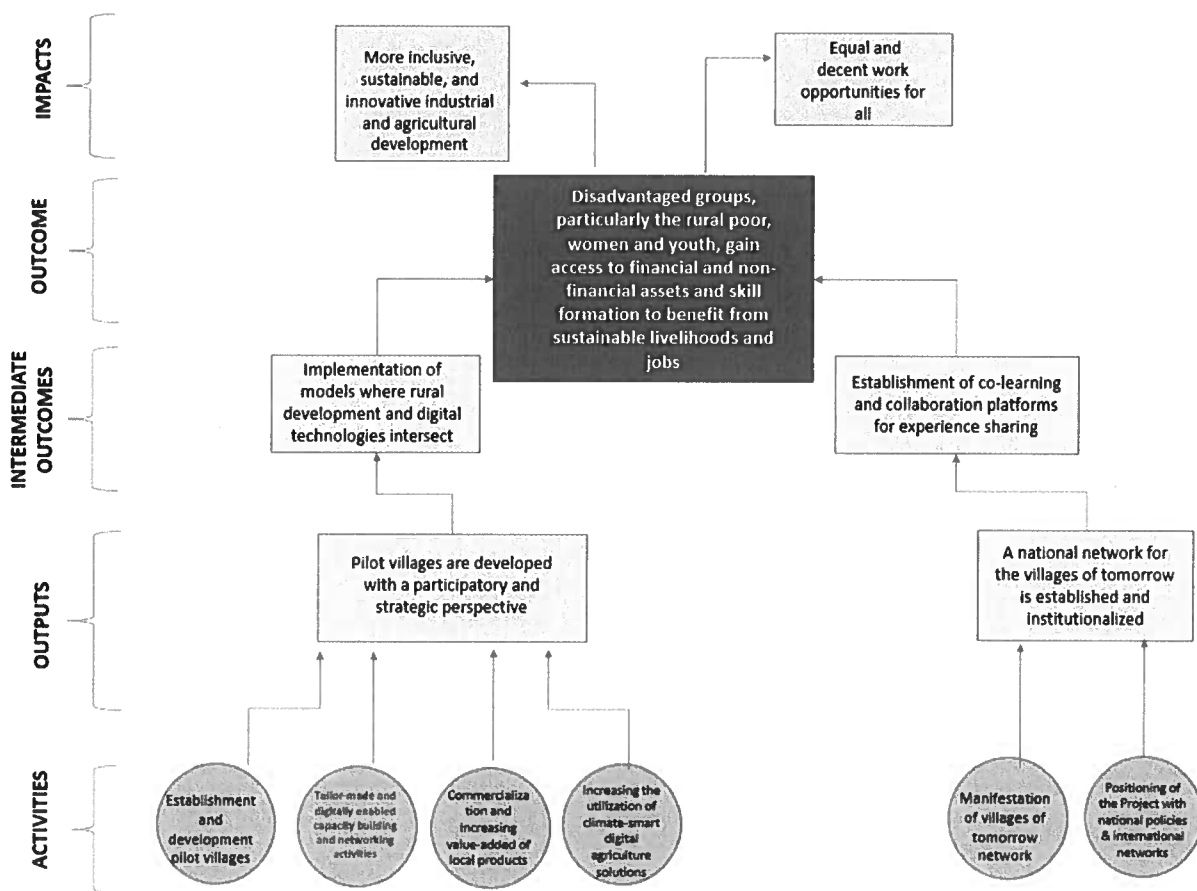 IMPACTS
More inclusive,
sustainable, and
innovative industrial
and agricultural
development
Equal and
decent work
opportunities for
all
OUTCOME
Disadvantaged groups,
particularly the rural poor,
women and youth, gain
access to financial and non-
financial assets and skill
formation to benefit from
sustainable livelihoods and
jobs
INTERMEDIATE
OUTCOMES
Implementation of
models where rural
development and digital
technologies intersect
Establishment of co-learning
and collaboration platforms
for experience sharing
OUTPUTS
Pilot villages are developed
with a participatory and
strategic perspective
A national network for
the villages of tomorrow
is established and
institutionalized
ACTIVITIES
Establishment
and
development
pilot villages
Tailor-made and
digitally enabled
capacity building
and networking
activities
Commercializa
tion and
increasing
value-added of
local products
Increasing the
utilization of
climate-smart
digital
agriculture
solutions
Manifestation
of villages of
tomorrow
network
Positioning of
the Project with
national policies
& international
networks